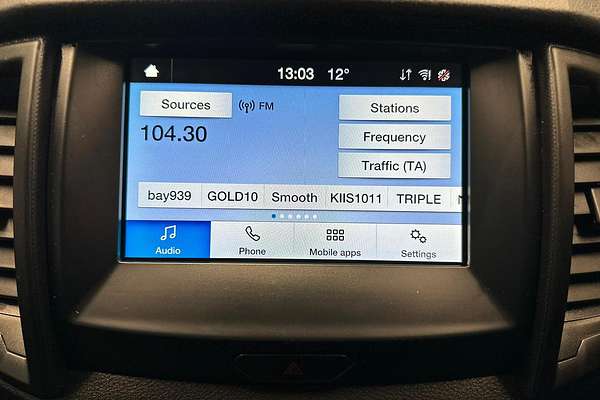 13:03 12°
Sources FM Stations
104.30
Frequency
Traffic (TA)
bay939 GOLD10 Smooth KIIS1011 TRIPLE
Audio Phone Mobile apps Settings